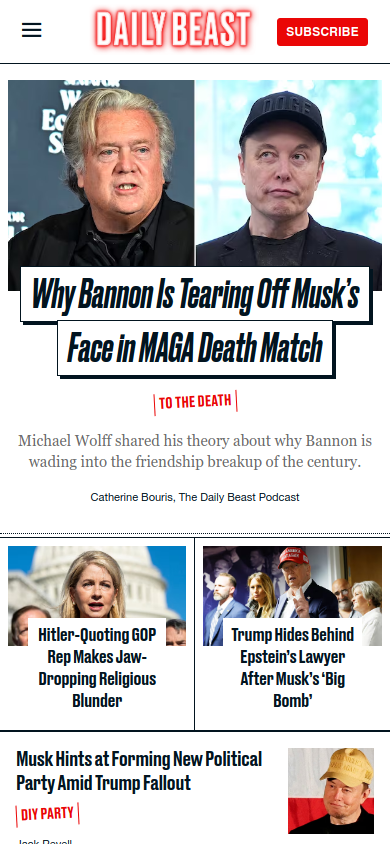 DAILY BEAST
SUBSCRIBE
DOGE
Why Bannon Is Tearing Off Musk's
Face in MAGA Death Match
TO THE DEATH
Michael Wolff shared his theory about why Bannon is
wading into the friendship breakup of the century.
Catherine Bouris, The Daily Beast Podcast
Hitler-Quoting GOP
Rep Makes Jaw-
Dropping Religious
Blunder
Trump Hides Behind
Epstein's Lawyer
After Musk's ‘Big
Bomb’
Musk Hints at Forming New Political
Party Amid Trump Fallout
DIY PARTY